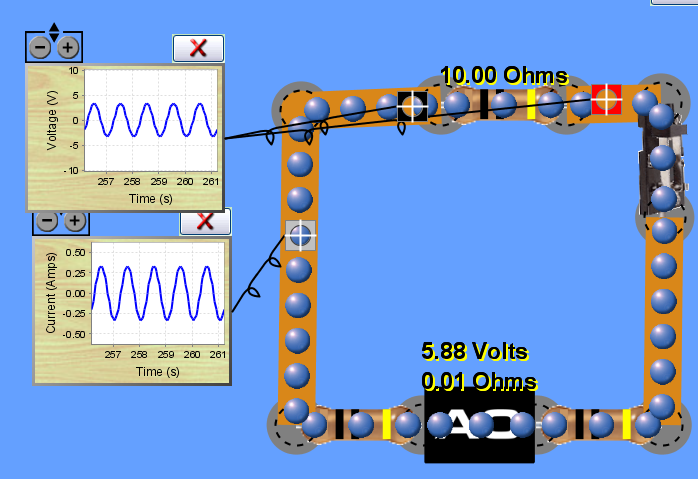 10
5
0
-5
-10
Voltage (V)
257 258 259 260 261
Time (s)
0.50
0.25
0.00
-0.25
-0.50
Current (Amps)
257 258 259 260 261
Time (s)
10.00 Ohms
5.88 Volts
0.01 Ohms
AC